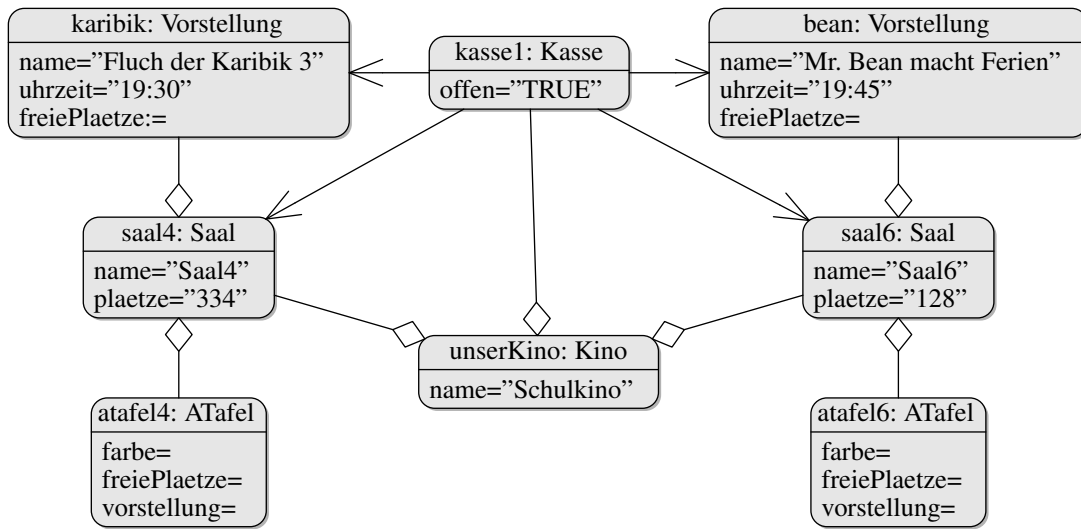 karibik: Vorstellung
name=”Fluch der Karibik 3”
uhrzeit=”19:30”
freiePlaetze:=
kasse1: Kasse
offen=”TRUE”
bean: Vorstellung
name=”Mr. Bean macht Ferien”
uhrzeit=”19:45”
freiePlaetze=
saal4: Saal
name=”Saal4”
plaetze=”334”
saal6: Saal
name=”Saal6”
plaetze=”128”
unserKino: Kino
name=”Schulkino”
atafel4: ATafel
farbe=
freiePlaetze=
vorstellung=
atafel6: ATafel
farbe=
freiePlaetze=
vorstellung=